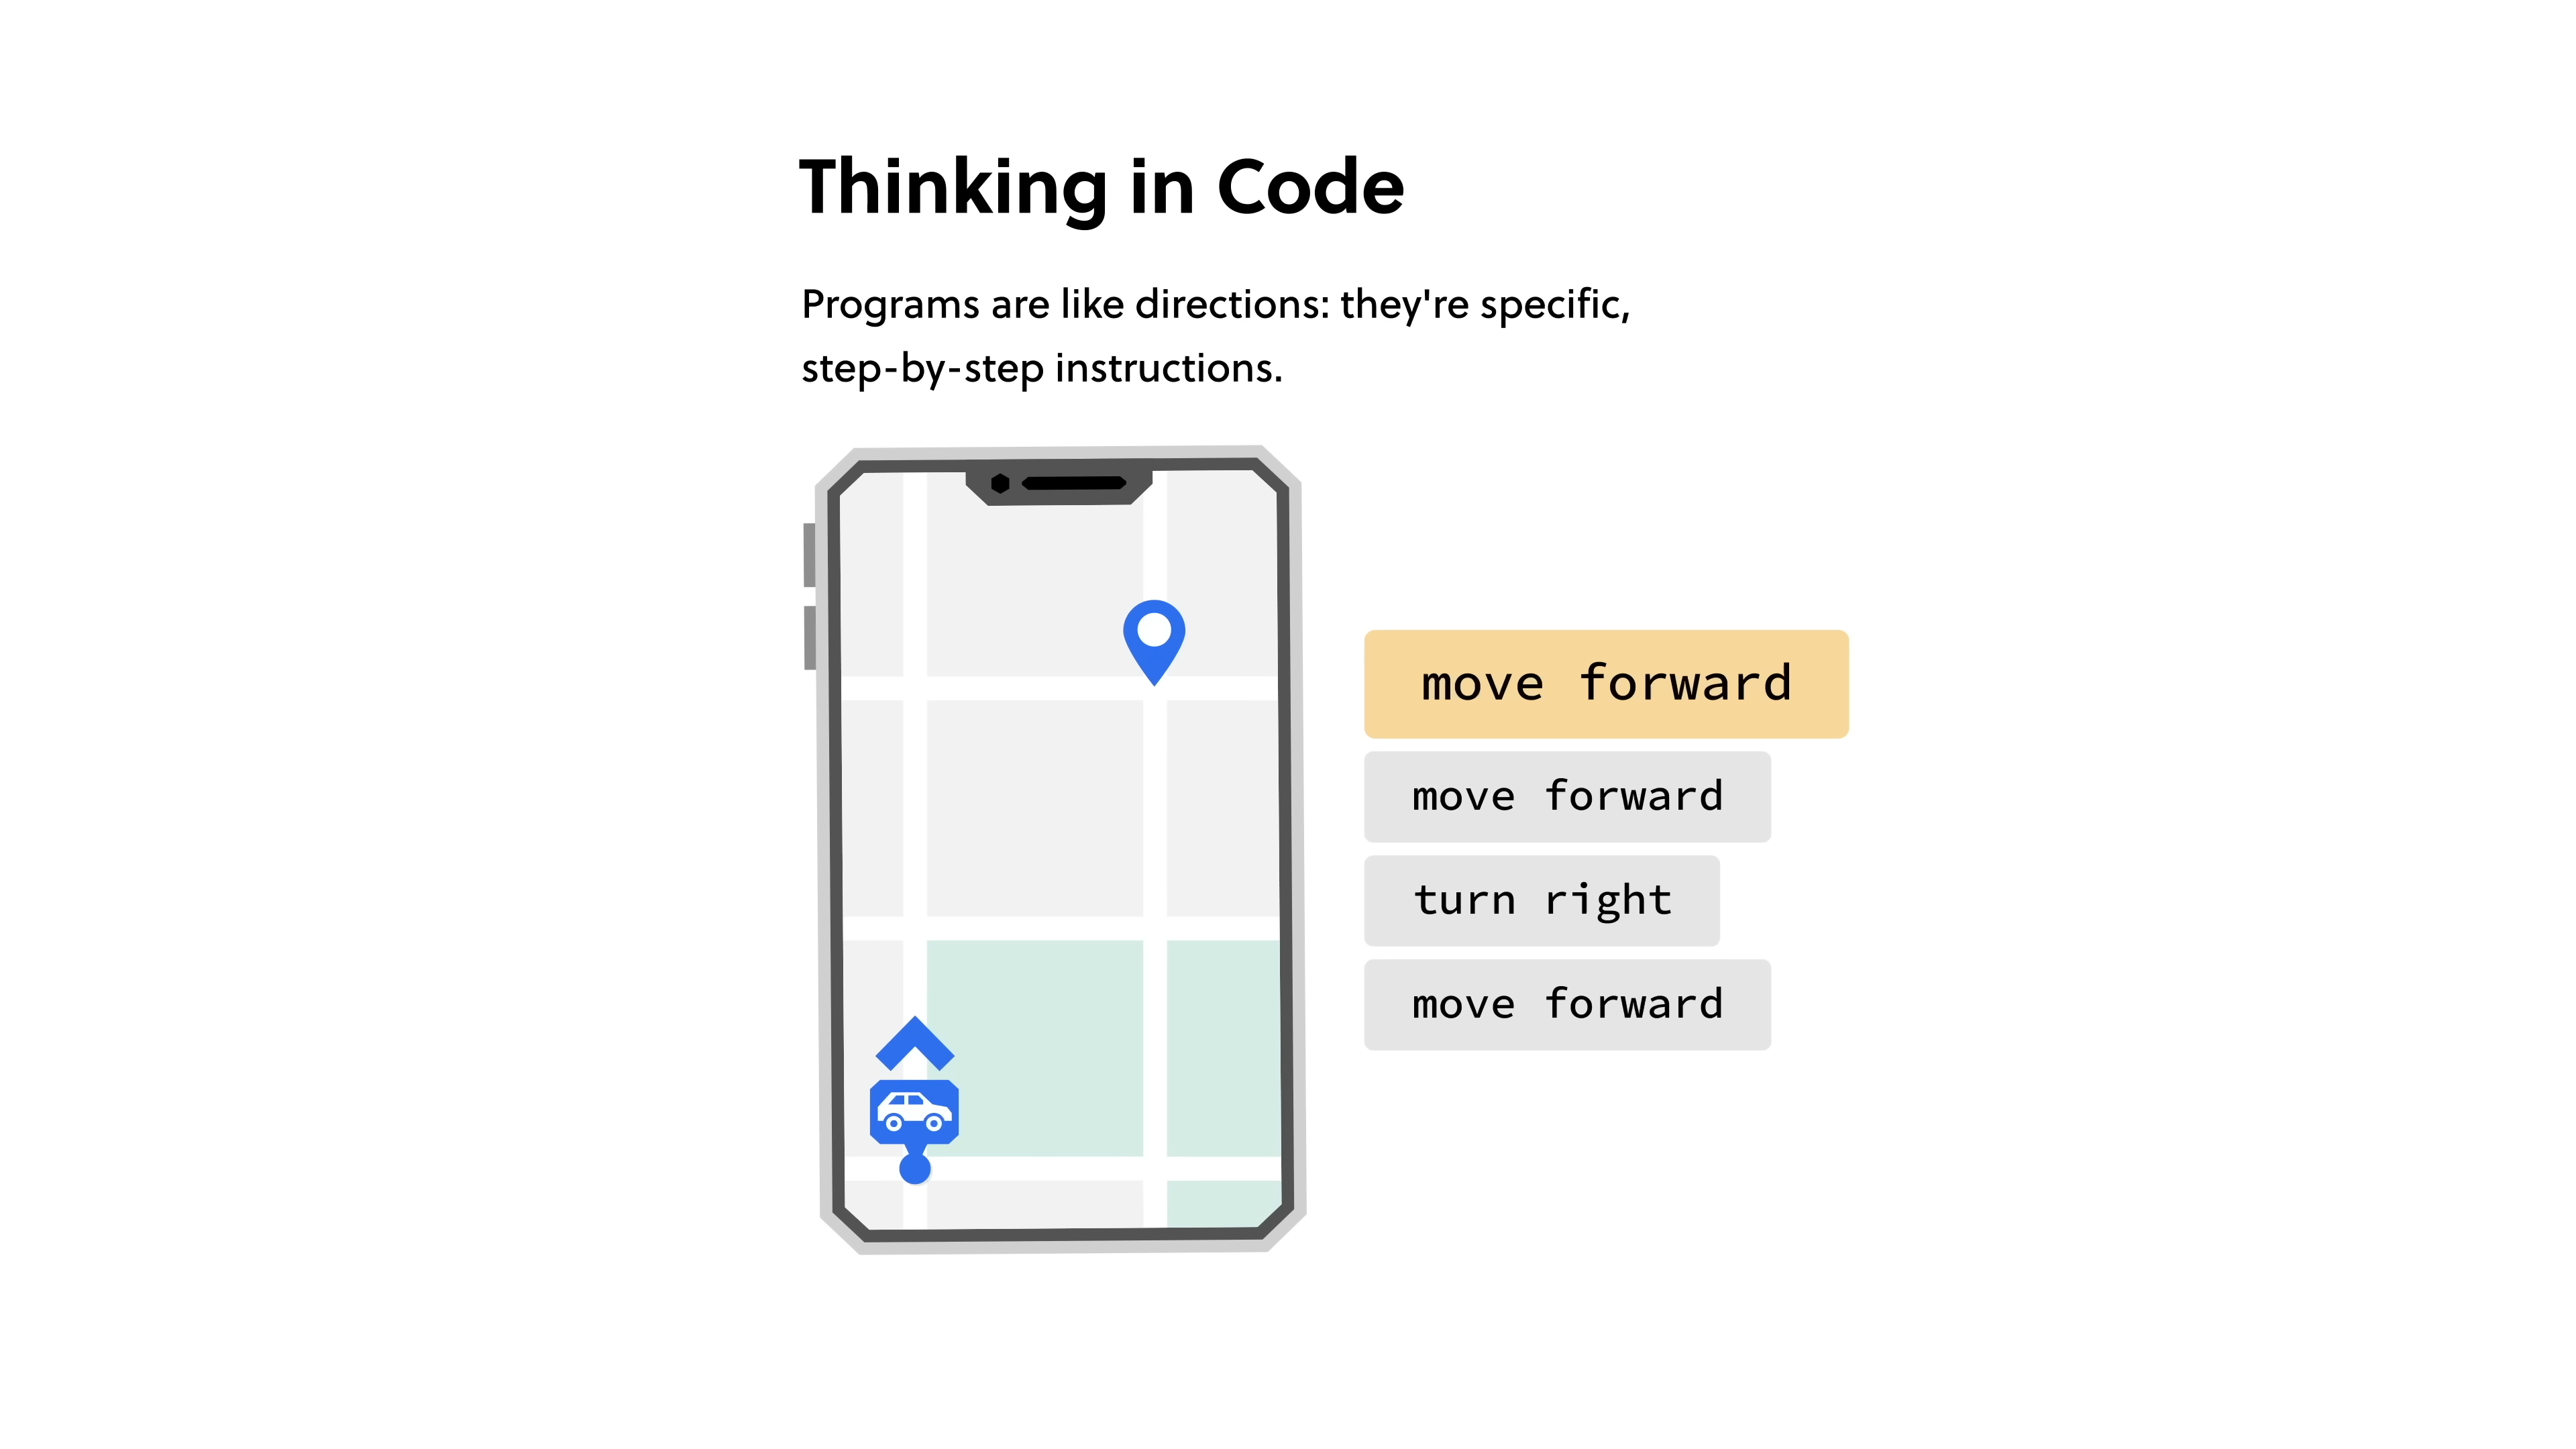 Thinking in Code
Programs are like directions: they're specific,
step-by-step instructions.
move forward
move forward
turn right
move forward